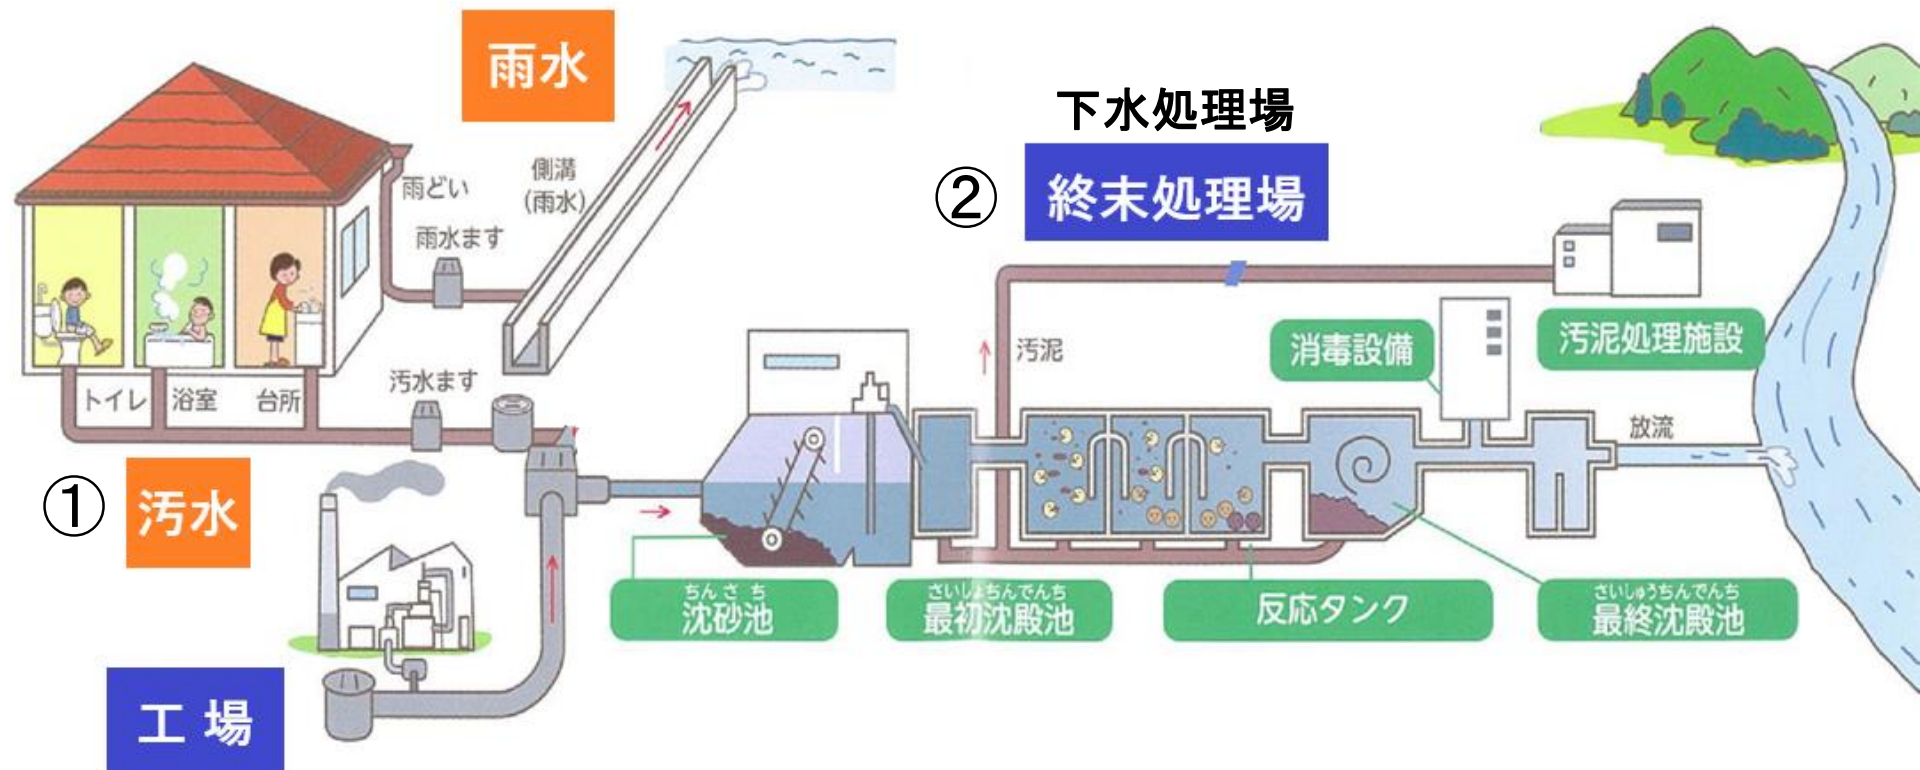 雨水
下水処理場
② 終末処理場
雨どい
側溝
(雨水)
雨水ます
汚水ます
トイレ
浴室
台所
① 汚水
工場
汚泥
消毒設備
汚泥処理施設
放流
ちんさち
沈砂池
さいしょちんでんち
最初沈殿池
反応タンク
さいしゅうちんでんち
最終沈殿池